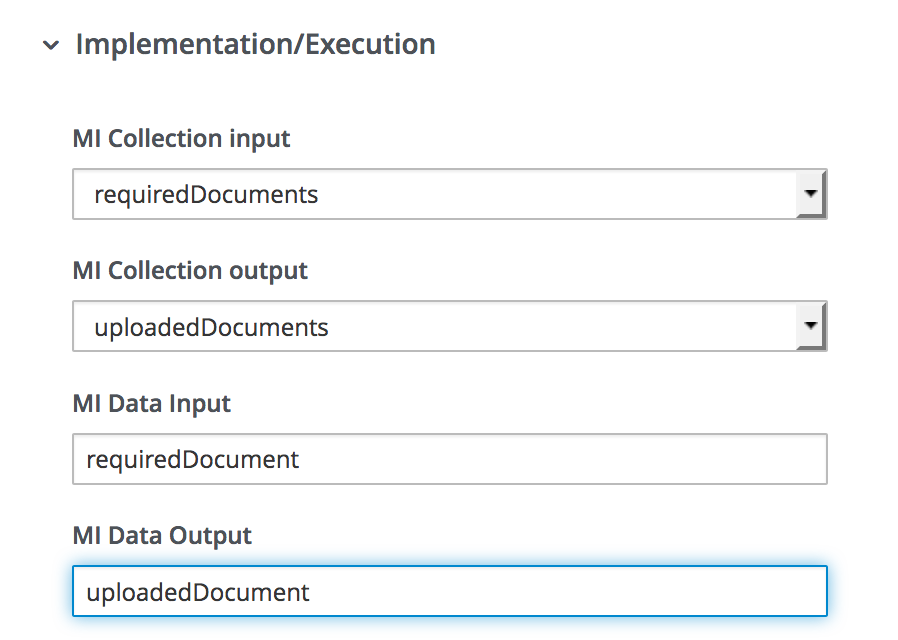 Implementation/Execution
MI Collection input
requiredDocuments
MI Collection output
uploadedDocuments
MI Data Input
requiredDocument
MI Data Output
uploadedDocument